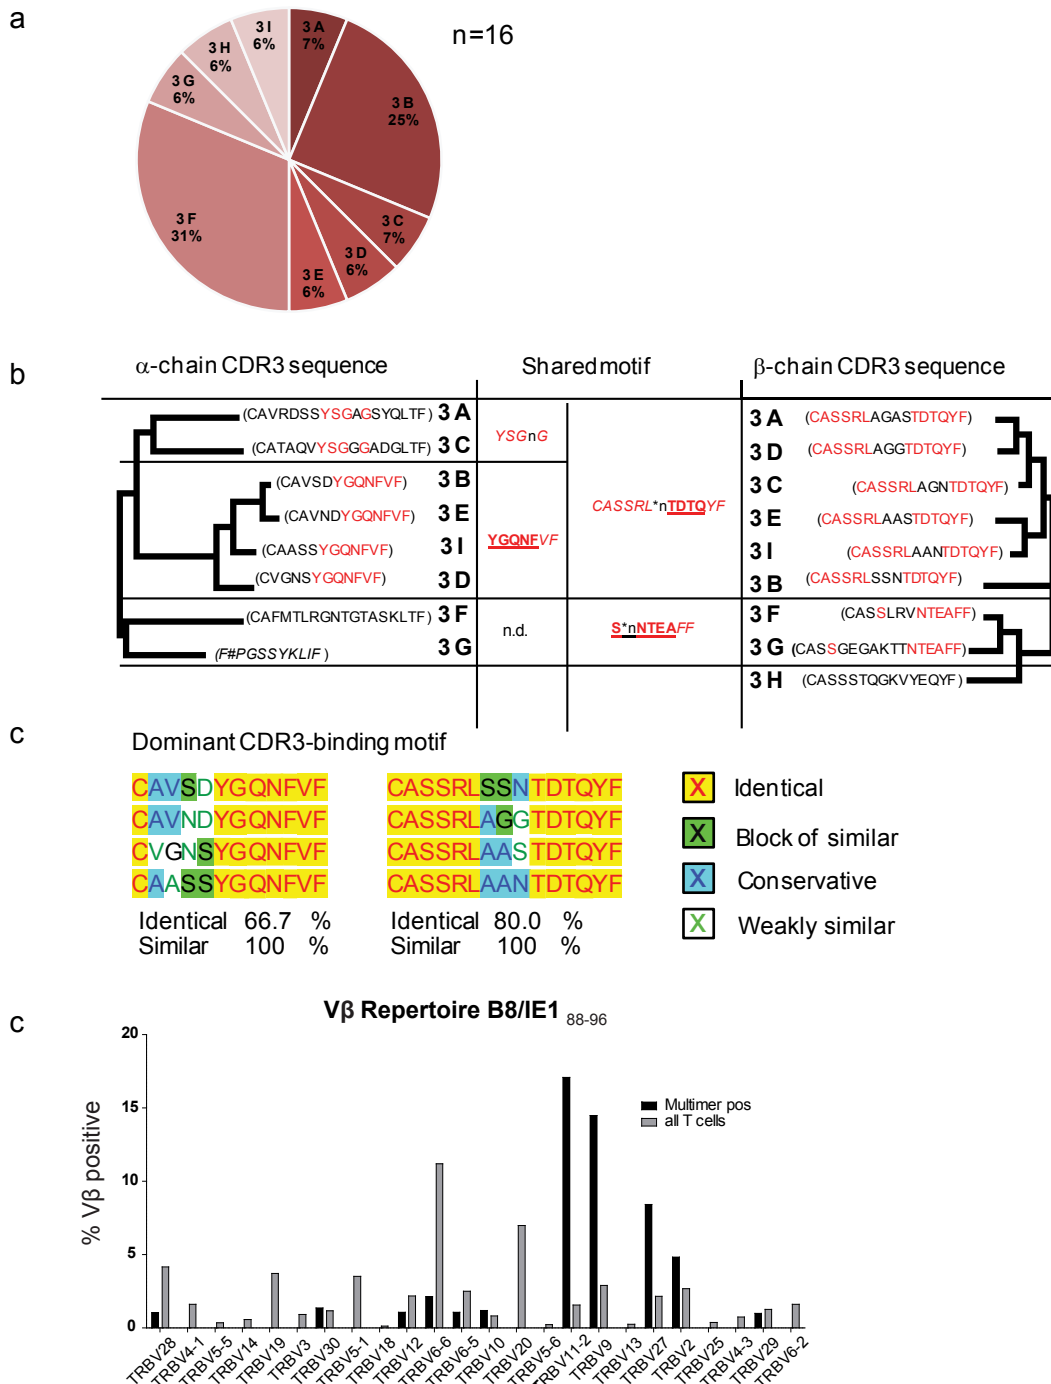 a
n=16
3 A
7%
3 B
25%
3 C
7%
3 D
6%
3 E
6%
3 F
31%
3 G
6%
3 H
6%
3 I
6%
b
α-chain CDR3 sequence
Shared motif
β-chain CDR3 sequence
(CAVRDSSYSGAGSYQLTF) 3 A
(CATAQVYSGGGADGLTF) 3 C
(CAVSDYGQNFVF) 3 B
(CAVNDYGQNFVF) 3 E
(CAASSYGQNFVF) 3 I
(CVGNSYGQNFVF) 3 D
(CAFMTLRGNTGTASKLTF) 3 F
(F#PGSSYKLIF ) 3 G
YSGnG
YGQNFVF
n.d.
CASSRL*nTDTQYF
S*nNTEAFF
3 A (CASSRLAGASTDTQYF)
3 D (CASSRLAGGTDTQYF)
3 C (CASSRLAGNTDTQYF)
3 E (CASSRLAASTDTQYF)
3 I (CASSRLAANTDTQYF)
3 B (CASSRLSSNTDTQYF)
3 F (CASSLRVNTEAFF)
3 G (CASSGEGAKTTNTEAFF)
3 H (CASSSTQGKVYEQYF)
c
Dominant CDR3-binding motif
CAVSDYGQNFVF
CAVNDYGQNFVF
CVGNSYGQNFVF
CAASSYGQNFVF
Identical 66.7 %
Similar 100 %
CASSRLSSNTDTQYF
CASSRLAGGTDTQYF
CASSRLAASTDTQYF
CASSRLAANTDTQYF
Identical 80.0 %
Similar 100 %
X Identical
X Block of similar
X Conservative
X Weakly similar
c
Vβ Repertoire B8/IE1 88-96
% Vβ positive
20
15
10
5
0
Multimer pos
all T cells
TRBV28
TRBV4-1
TRBV5-5
TRBV14
TRBV19
TRBV3
TRBV30
TRBV5-1
TRBV18
TRBV12
TRBV6-6
TRBV6-5
TRBV10
TRBV20
TRBV5-6
TRBV11-2
TRBV9
TRBV13
TRBV27
TRBV2
TRBV25
TRBV4-3
TRBV29
TRBV6-2